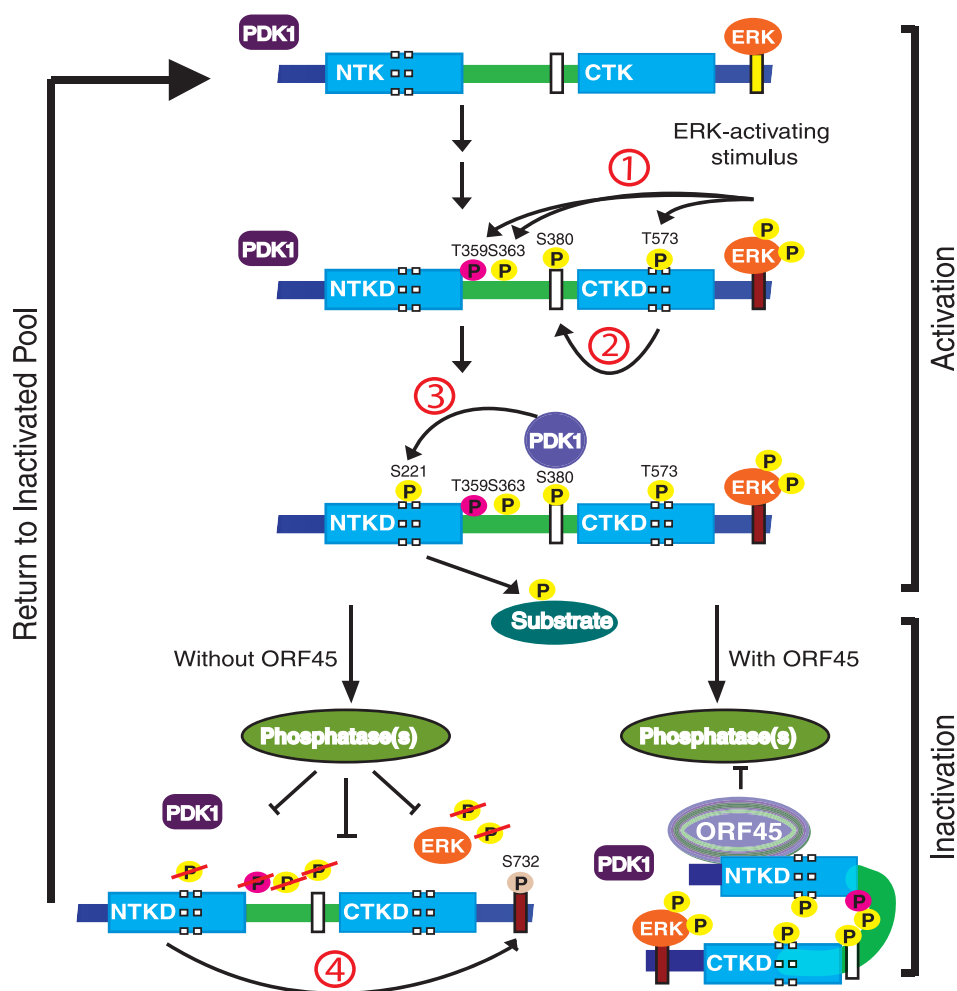 PDK1
ERK
NTK
CTK
ERK-activating
stimulus
1
PDK1
T359S363
S380
T573
P
P
P
P
P
P
ERK
NTKD
CTKD
2
3
PDK1
S221
T359S363
S380
T573
P
P
P
P
P
P
P
ERK
NTKD
CTKD
P
Substrate
Without ORF45
With ORF45
Phosphatase(s)
Phosphatase(s)
PDK1
P
P
ERK
S732
P
P
P
P
P
NTKD
CTKD
4
ORF45
PDK1
NTKD
P
P
P
P
P
P
P
ERK
CTKD
Return to Inactivated Pool
Activation
Inactivation